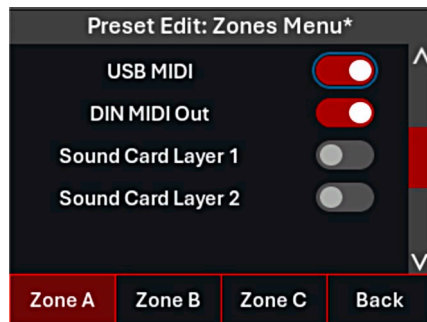 Preset Edit: Zones Menu*
USB MIDI
DIN MIDI Out
Sound Card Layer 1
Sound Card Layer 2
Zone A Zone B Zone C Back